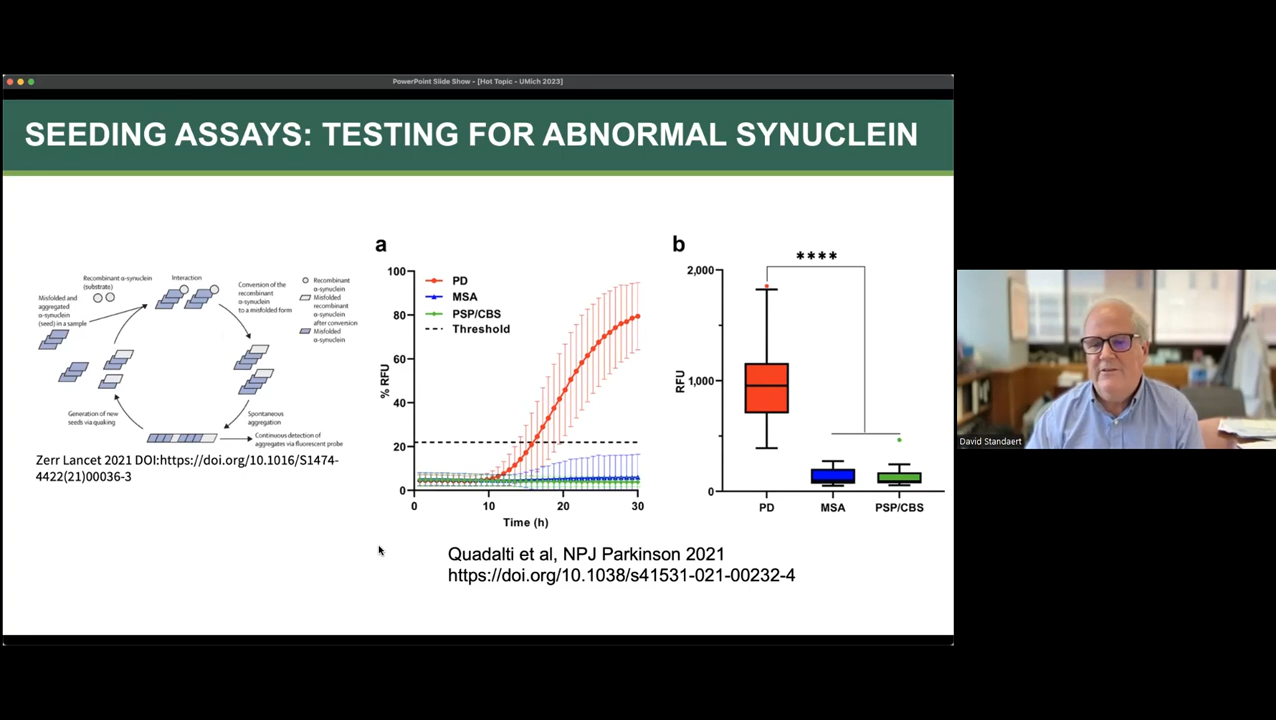 PowerPoint Slide Show - [Hot Topic - UMich 2023]
SEEDING ASSAYS: TESTING FOR ABNORMAL SYNUCLEIN
Recombinant α-synuclein
(substrate)
Interaction
Misfolded and
aggregated
α-synuclein
(seed) in a sample
Conversion of the
recombinant
α-synuclein
to a misfolded form
Recombinant
α-synuclein
Misfolded
recombinant
α-synuclein
after conversion
Misfolded
α-synuclein
Generation of new
seeds via quaking
Spontaneous
aggregation
Continuous detection of
aggregates via fluorescent probe
Zerr Lancet 2021 DOI:https://doi.org/10.1016/S1474-
4422(21)00036-3
a
100
80
60
40
20
0
% RFU
PD
MSA
PSP/CBS
Threshold
0 10 20 30
Time (h)
b
****
2,000
1,000
0
RFU
PD MSA PSP/CBS
Quadalti et al, NPJ Parkinson 2021
https://doi.org/10.1038/s41531-021-00232-4
David Standaert